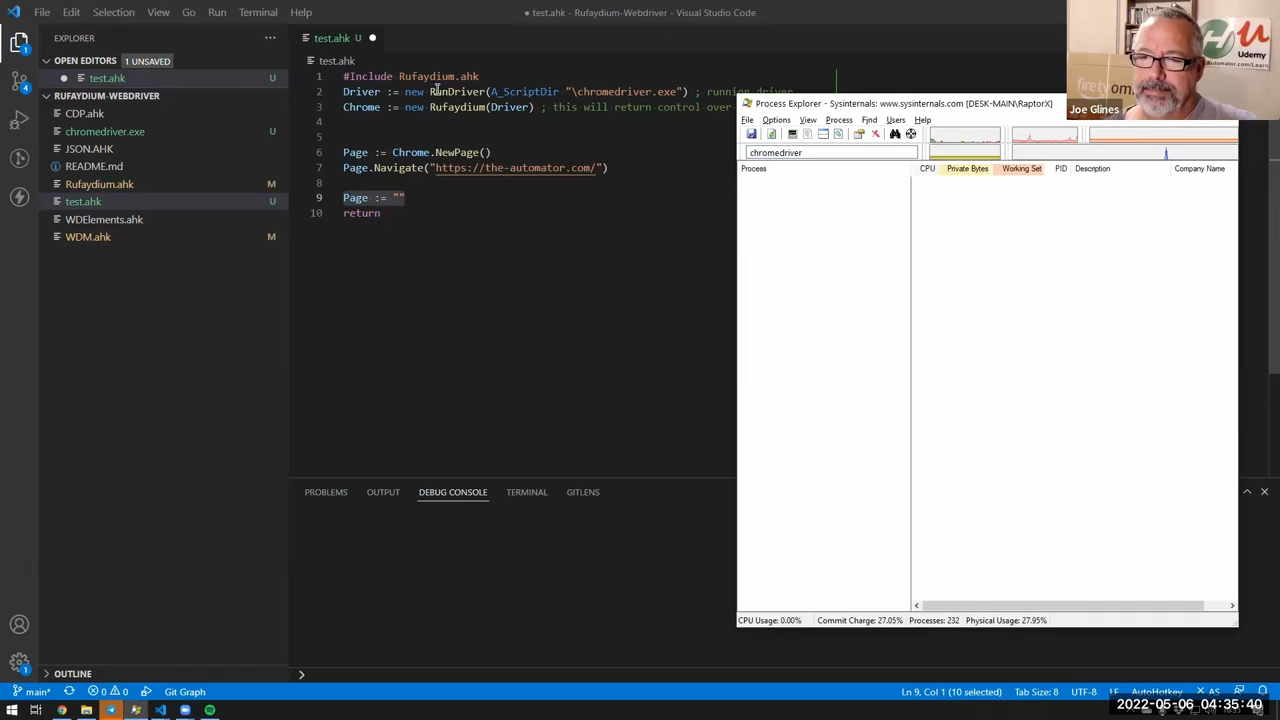 File Edit Selection View Go Run Terminal Help
● test.ahk - Rufaydium-Webdriver - Visual Studio Code
EXPLORER
OPEN EDITORS 1 UNSAVED
test.ahk U
RUFAYDIUM-WEBDRIVER
CDP.ahk
chromedriver.exe U
JSON.AHK
README.md
Rufaydium.ahk M
test.ahk U
WDElements.ahk
WDM.ahk M
OUTLINE
test.ahk U
test.ahk
1 #Include Rufaydium.ahk
2 Driver := new RunDriver(A_ScriptDir "\chromedriver.exe") ; running driver
3 Chrome := new Rufaydium(Driver) ; this will return control over
4
5
6 Page := Chrome.NewPage()
7 Page.Navigate("https://the-automator.com/")
8
9 Page := ""
10 return
PROBLEMS OUTPUT DEBUG CONSOLE TERMINAL GITLENS
Process Explorer - Sysinternals: www.sysinternals.com [DESK-MAIN\RaptorX]
File Options View Process Find Users Help
chromedriver
Process CPU Private Bytes Working Set PID Description Company Name
CPU Usage: 0.00% Commit Charge: 27.05% Processes: 232 Physical Usage: 27.95%
Udemy
Joe Glines
main* 0 0 Git Graph
Ln 9, Col 1 (10 selected) Tab Size: 8 UTF-8 LF AutoHotkey AS
2022-05-06 04:35:40